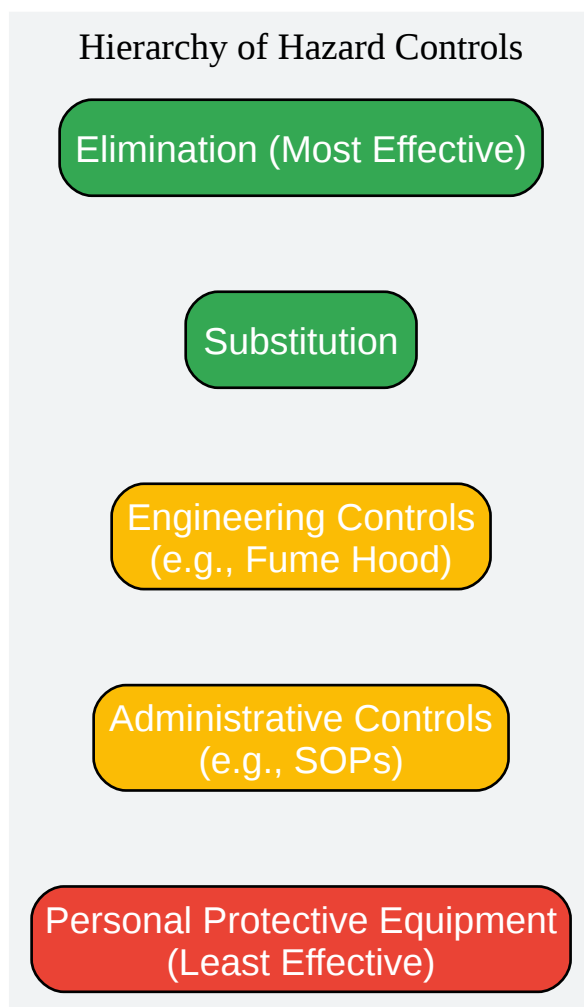 Hierarchy of Hazard Controls
Elimination (Most Effective)
Substitution
Engineering Controls
(e.g., Fume Hood)
Administrative Controls
(e.g., SOPs)
Personal Protective Equipment
(Least Effective)